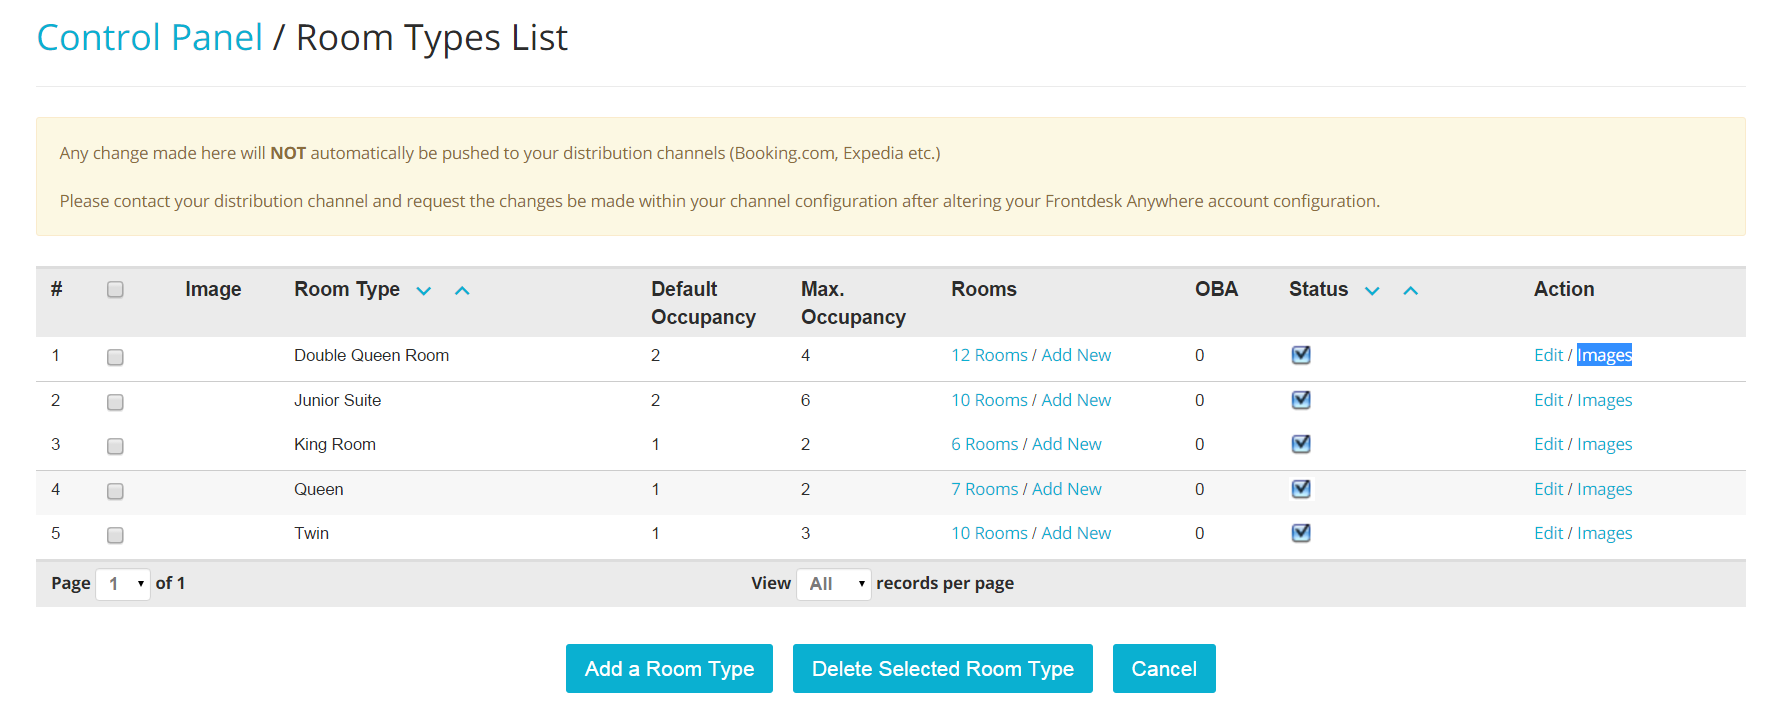 Control Panel / Room Types List
Any change made here will NOT automatically be pushed to your distribution channels (Booking.com, Expedia etc.)
Please contact your distribution channel and request the changes be made within your channel configuration after altering your Frontdesk Anywhere account configuration.
# Image Room Type Default Occupancy Max. Occupancy Rooms OBA Status Action
1 Double Queen Room 2 4 12 Rooms / Add New 0 Edit / Images
2 Junior Suite 2 6 10 Rooms / Add New 0 Edit / Images
3 King Room 1 2 6 Rooms / Add New 0 Edit / Images
4 Queen 1 2 7 Rooms / Add New 0 Edit / Images
5 Twin 1 3 10 Rooms / Add New 0 Edit / Images
Page 1 of 1 View All records per page
Add a Room Type Delete Selected Room Type Cancel